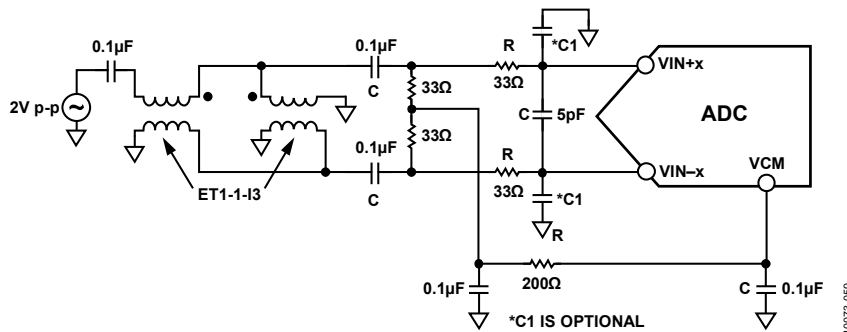 0.1µF
0.1µF
R
*C1
C
33Ω
33Ω
VIN+x
2V p-p
C
5pF
ADC
33Ω
0.1µF
R
VIN–x
VCM
ET1-1-I3
C
33Ω
*C1
R
0.1µF
200Ω
C
0.1µF
*C1 IS OPTIONAL